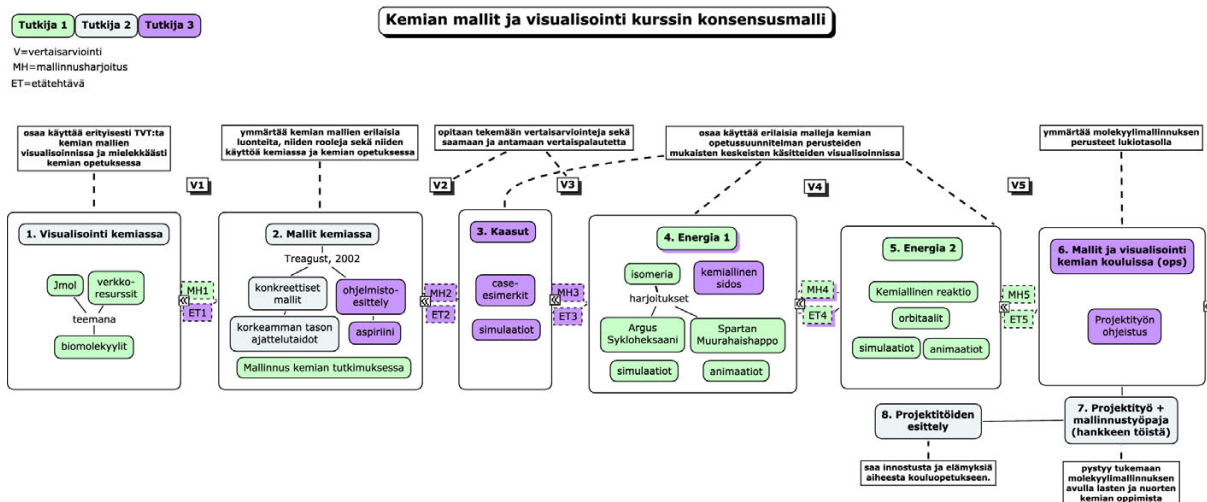 Kemian mallit ja visualisointi kurssin konsensusmalli
Tutkija 1
Tutkija 2
Tutkija 3
V=vertaisarviointi
MH=mallinnusharjoitus
ET=etätehtävä
osaa käyttää erityisesti TVT:ta
kemian mallien
visualisoinnissa ja mielekkäästi
kemian opetuksessa
ymmärtää kemian mallien erilaisia
luonteita, niiden rooleja sekä niiden
käyttöä kemiassa ja kemian opetuksessa
opitaan tekemään vertaisarviointeja sekä
saamaan ja antamaan vertaispalautetta
osaa käyttää erilaisia malleja kemian
opetussuunnitelman perusteiden
mukaisten keskeisten käsitteiden visualisoinnissa
ymmärtää molekyylimallinnuksen
perusteet lukiotasolla
V1
V2
V3
V4
V5
1. Visualisointi kemiassa
Jmol
verkko-
resurssit
teemana
biomolekyylit
MH1
ET1
2. Mallit kemiassa
Treagust, 2002
konkreettiset
mallit
ohjelmisto-
esittely
korkeamman tason
ajattelutaidot
aspiriini
Mallinnus kemian tutkimuksessa
MH2
ET2
3. Kaasut
case-
esimerkit
simulaatiot
MH3
ET3
4. Energia 1
isomeria
kemiallinen
sidos
harjoitukset
Argus
Sykloheksaani
Spartan
Muurahaishappo
simulaatiot
animaatiot
MH4
ET4
5. Energia 2
Kemiallinen reaktio
orbitaalit
simulaatiot
animaatiot
MH5
ET5
6. Mallit ja visualisointi
kemian kouluissa (ops)
Projektityön
ohjeistus
7. Projektityö +
mallinnustyöpaja
(hankkeen töistä)
8. Projektitöiden
esittely
saa innostusta ja elämyksiä
aiheesta kouluopetukseen.
pystyy tukemaan
molekyylimallinnuksen
avulla lasten ja nuorten
kemian oppimista